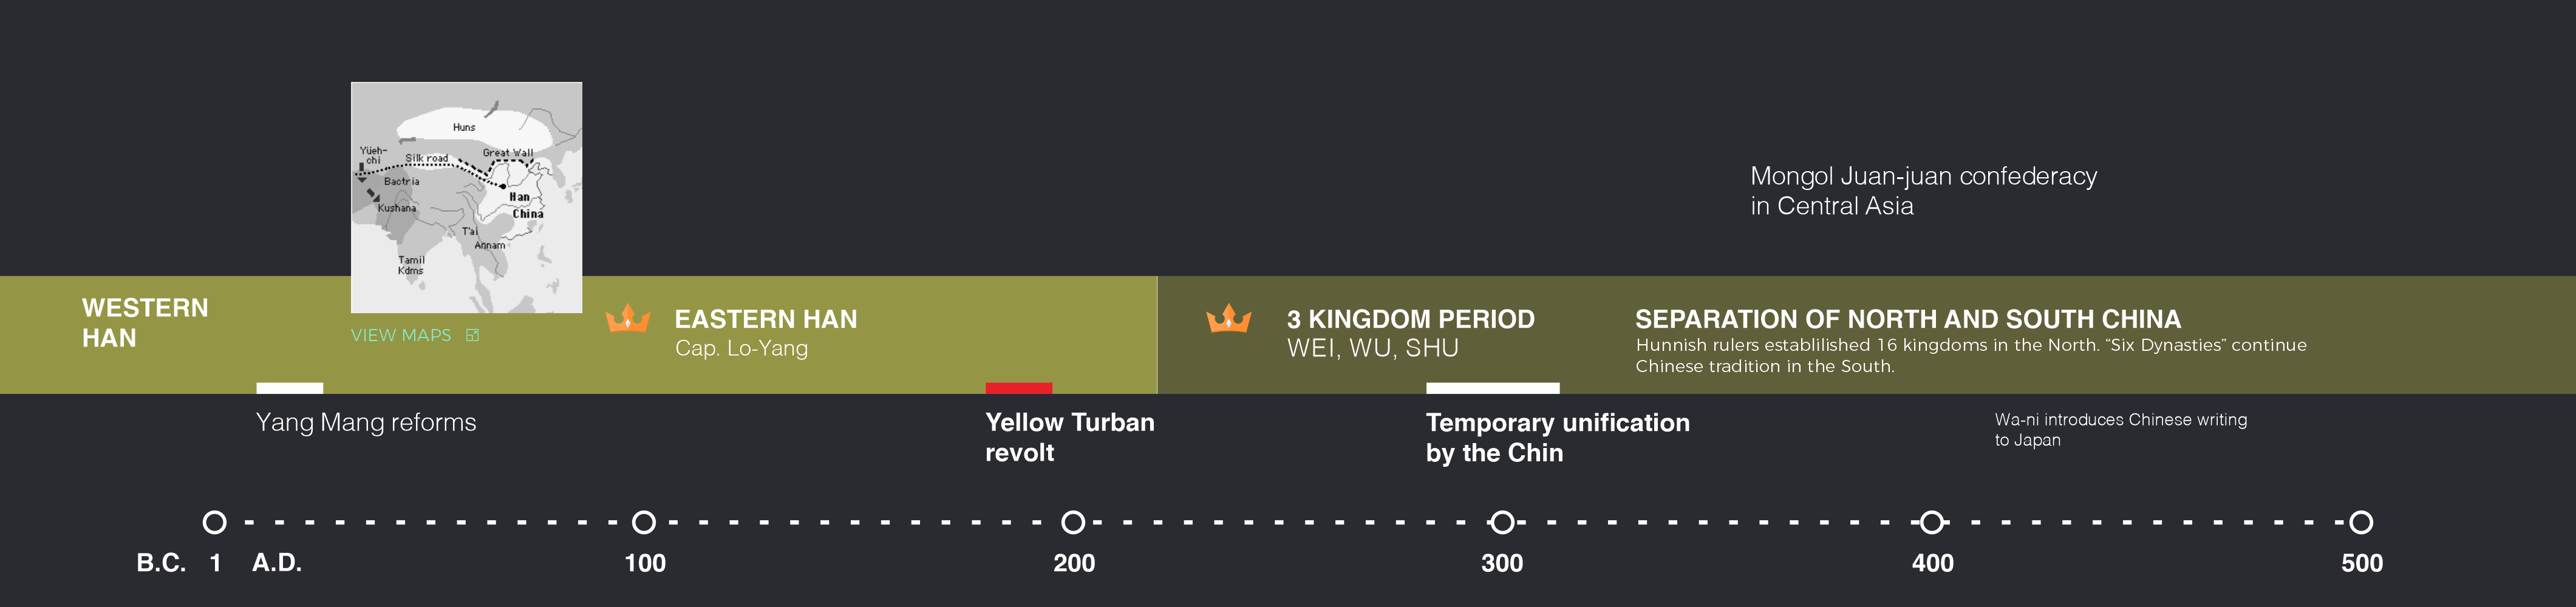 Huns
Yüeh-
chi
Silk road
Great Wall
Bactria
Han
Kushana
China
T'ai
Annam
Tamil
Kdms
Mongol Juan-juan confederacy
in Central Asia
WESTERN
HAN
VIEW MAPS
EASTERN HAN
Cap. Lo-Yang
3 KINGDOM PERIOD
WEI, WU, SHU
SEPARATION OF NORTH AND SOUTH CHINA
Hunnish rulers establilished 16 kingdoms in the North. “Six Dynasties” continue
Chinese tradition in the South.
Yang Mang reforms
Yellow Turban
revolt
Temporary unification
by the Chin
Wa-ni introduces Chinese writing
to Japan
B.C. 1 A.D. 100 200 300 400 500